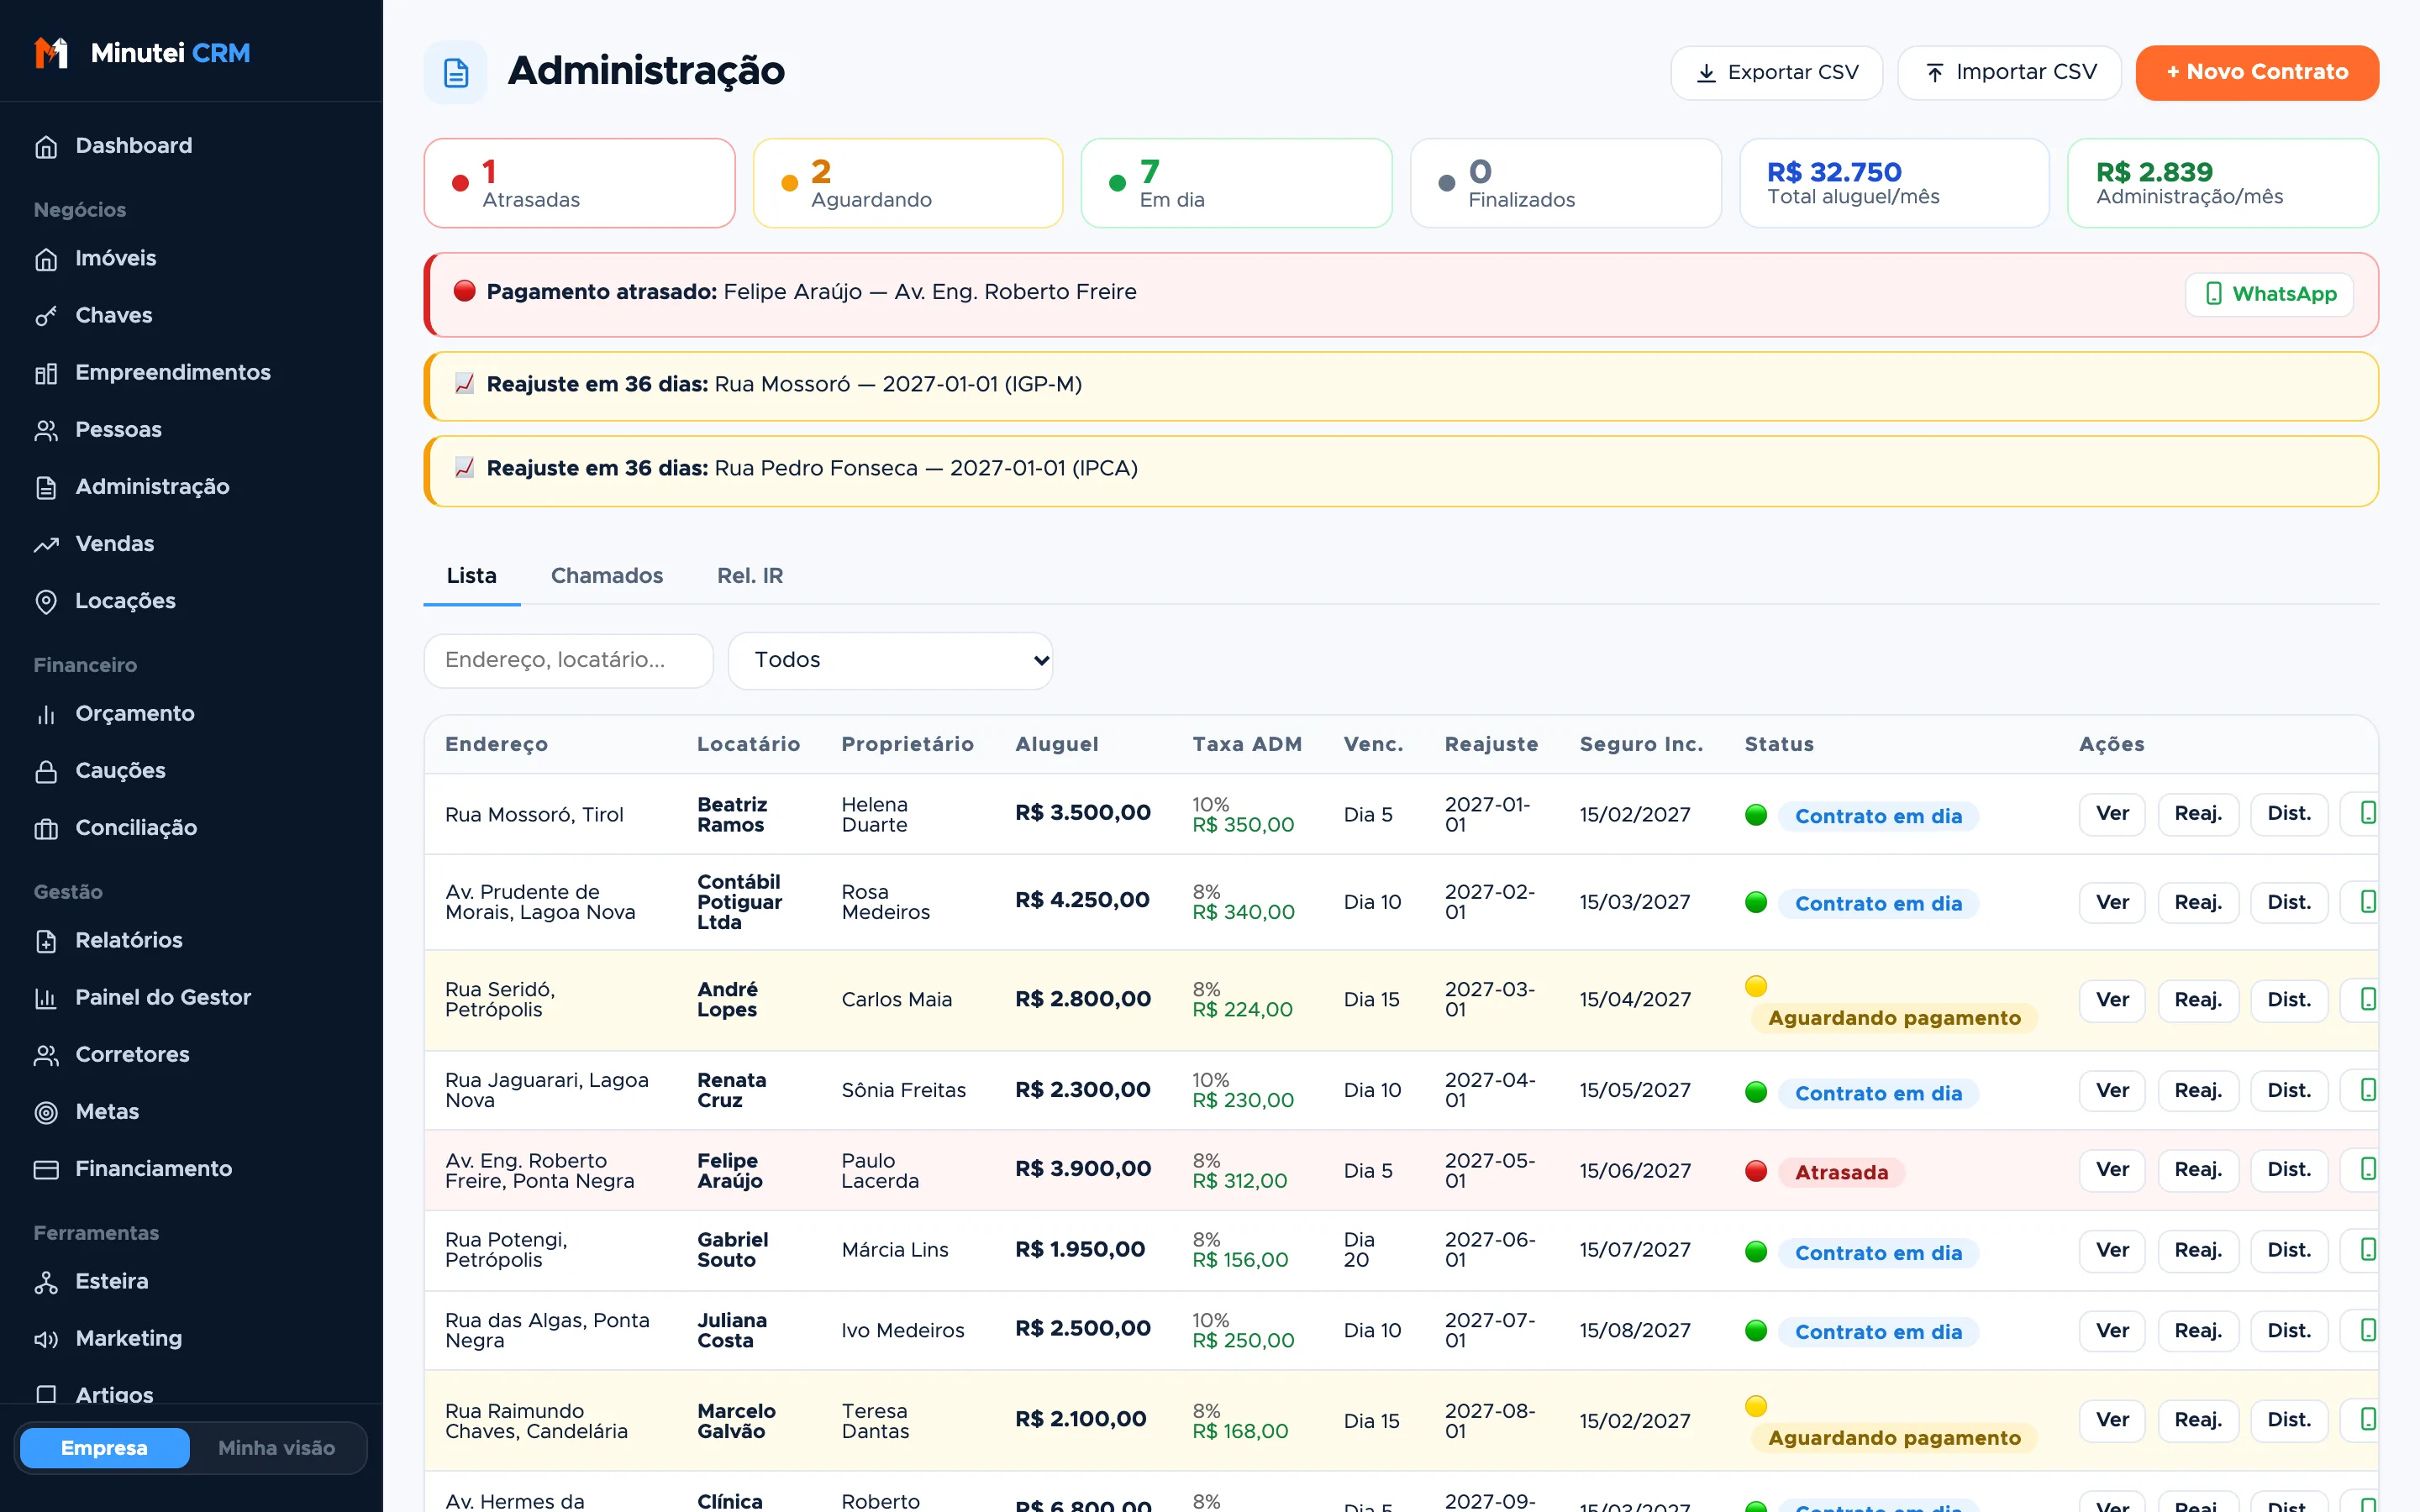 Minutei CRM
Dashboard
Negócios
Imóveis
Chaves
Empreendimentos
Pessoas
Administração
Vendas
Locações
Financeiro
Orçamento
Cauções
Conciliação
Gestão
Relatórios
Painel do Gestor
Corretores
Metas
Financiamento
Ferramentas
Esteira
Marketing
Artigos
Empresa Minha visão
Administração
Exportar CSV Importar CSV + Novo Contrato
1
Atrasadas
2
Aguardando
7
Em dia
0
Finalizados
R$ 32.750
Total aluguel/mês
R$ 2.839
Administração/mês
Pagamento atrasado: Felipe Araújo — Av. Eng. Roberto Freire
WhatsApp
Reajuste em 36 dias: Rua Mossoró — 2027-01-01 (IGP-M)
Reajuste em 36 dias: Rua Pedro Fonseca — 2027-01-01 (IPCA)
Lista Chamados Rel. IR
Endereço, locatário... Todos
Endereço Locatário Proprietário Aluguel Taxa ADM Venc. Reajuste Seguro Inc. Status Ações
Rua Mossoró, Tirol Beatriz Ramos Helena Duarte R$ 3.500,00 10% R$ 350,00 Dia 5 2027-01-01 15/02/2027 Contrato em dia Ver Reaj. Dist.
Av. Prudente de Morais, Lagoa Nova Contábil Potiguar Ltda Rosa Medeiros R$ 4.250,00 8% R$ 340,00 Dia 10 2027-02-01 15/03/2027 Contrato em dia Ver Reaj. Dist.
Rua Seridó, Petrópolis André Lopes Carlos Maia R$ 2.800,00 8% R$ 224,00 Dia 15 2027-03-01 15/04/2027 Aguardando pagamento Ver Reaj. Dist.
Rua Jaguarari, Lagoa Nova Renata Cruz Sônia Freitas R$ 2.300,00 10% R$ 230,00 Dia 10 2027-04-01 15/05/2027 Contrato em dia Ver Reaj. Dist.
Av. Eng. Roberto Freire, Ponta Negra Felipe Araújo Paulo Lacerda R$ 3.900,00 8% R$ 312,00 Dia 5 2027-05-01 15/06/2027 Atrasada Ver Reaj. Dist.
Rua Potengi, Petrópolis Gabriel Souto Márcia Lins R$ 1.950,00 8% R$ 156,00 Dia 20 2027-06-01 15/07/2027 Contrato em dia Ver Reaj. Dist.
Rua das Algas, Ponta Negra Juliana Costa Ivo Medeiros R$ 2.500,00 10% R$ 250,00 Dia 10 2027-07-01 15/08/2027 Contrato em dia Ver Reaj. Dist.
Rua Raimundo Chaves, Candelária Marcelo Galvão Teresa Dantas R$ 2.100,00 8% R$ 168,00 Dia 15 2027-08-01 15/02/2027 Aguardando pagamento Ver Reaj. Dist.
Av. Hermes da Clínica Roberto R$ 6.800,00 8% Dia 5 2027-09- 15/03/2027 Contrato em dia Ver Reaj. Dist.